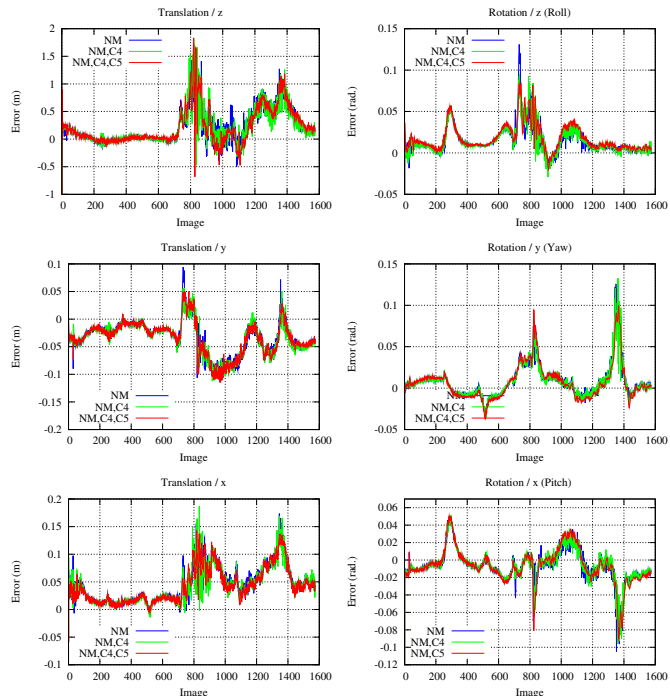 Translation / z
Error (m)
2
1.5
1
0.5
0
-0.5
-1
NM
NM,C4
NM,C4,C5
0 200 400 600 800 1000 1200 1400 1600
Image
Rotation / z (Roll)
Error (rad.)
0.15
0.1
0.05
0
-0.05
NM
NM,C4
NM,C4,C5
0 200 400 600 800 1000 1200 1400 1600
Image
Translation / y
Error (m)
0.1
0.05
0
-0.05
-0.1
-0.15
-0.2
NM
NM,C4
NM,C4,C5
0 200 400 600 800 1000 1200 1400 1600
Image
Rotation / y (Yaw)
Error (rad.)
0.15
0.1
0.05
0
-0.05
NM
NM,C4
NM,C4,C5
0 200 400 600 800 1000 1200 1400 1600
Image
Translation / x
Error (m)
0.2
0.15
0.1
0.05
0
-0.05
-0.1
NM
NM,C4
NM,C4,C5
0 200 400 600 800 1000 1200 1400 1600
Image
Rotation / x (Pitch)
Error (rad.)
0.06
0.04
0.02
0
-0.02
-0.04
-0.06
-0.08
-0.1
0.12
NM
NM,C4
NM,C4,C5
0 200 400 600 800 1000 1200 1400 1600
Image